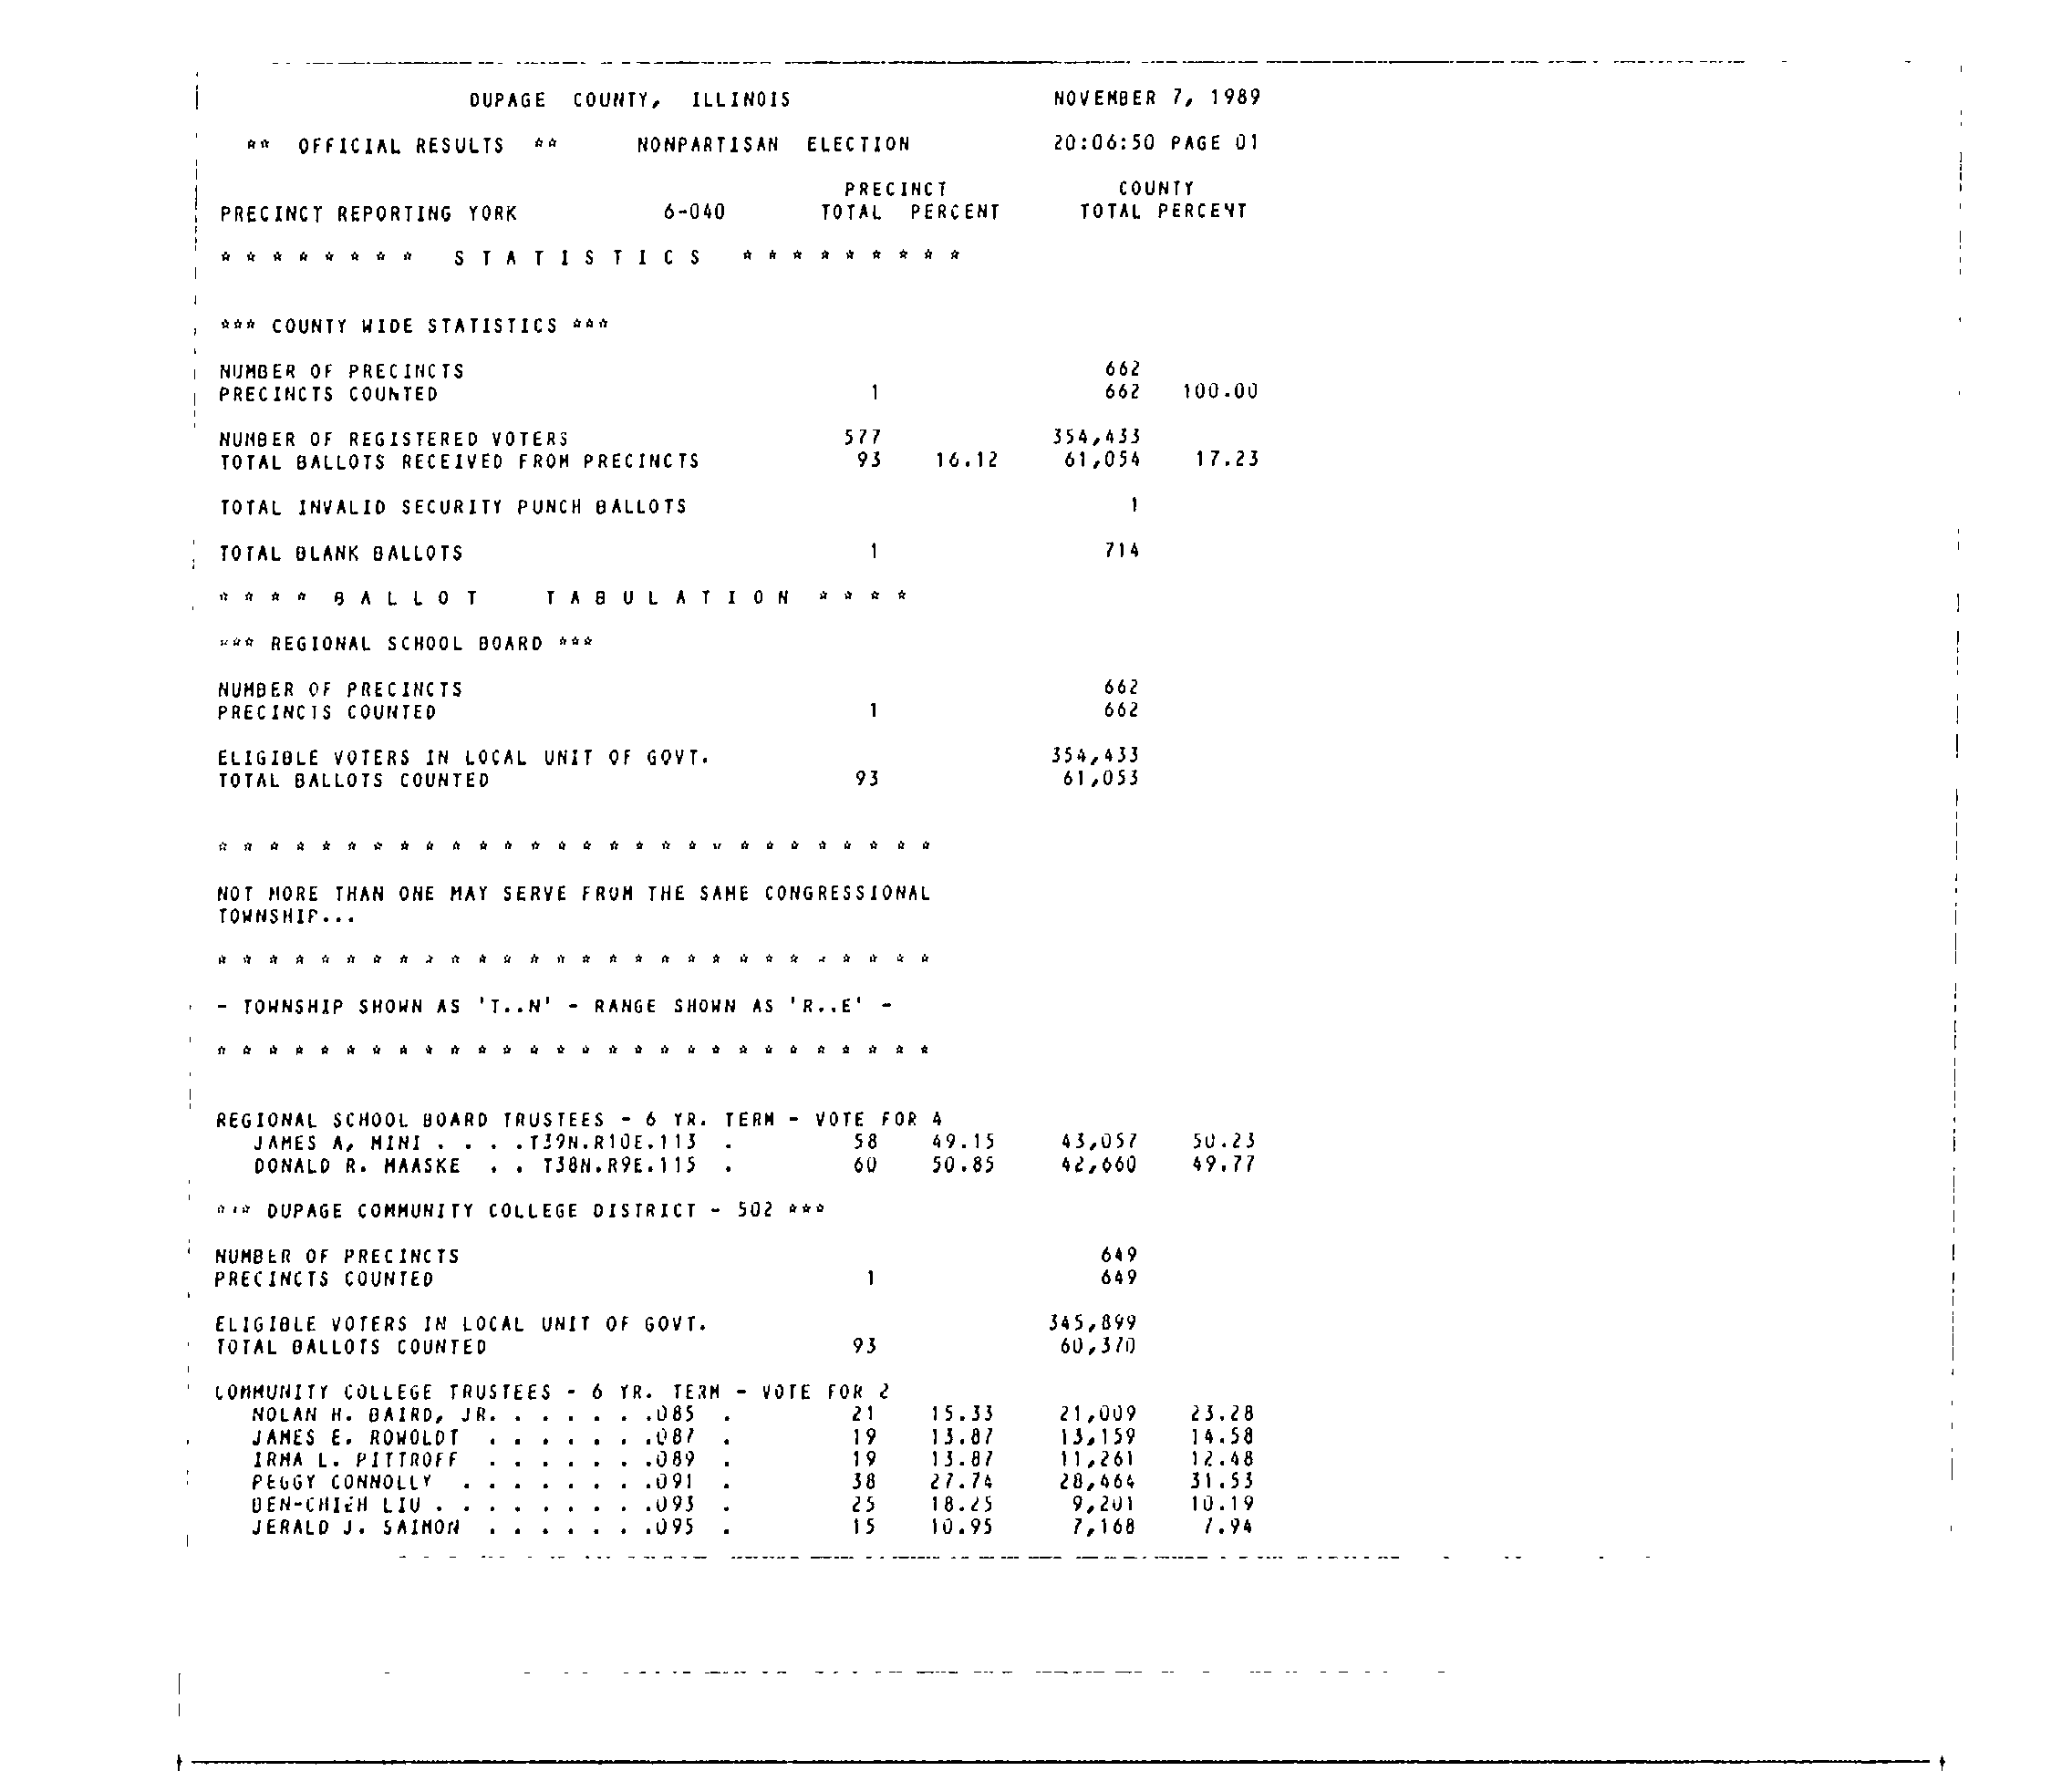 DUPAGE COUNTY, ILLINOIS NOVEMBER 7, 1989
** OFFICIAL RESULTS ** NONPARTISAN ELECTION 20:06:50 PAGE 01
PRECINCT COUNTY
PRECINCT REPORTING YORK 6-040 TOTAL PERCENT TOTAL PERCENT
* * * * * * * * S T A T I S T I C S * * * * * * * * *
*** COUNTY WIDE STATISTICS ***
NUMBER OF PRECINCTS 662
PRECINCTS COUNTED 1 662 100.00
NUMBER OF REGISTERED VOTERS 577 354,433
TOTAL BALLOTS RECEIVED FROM PRECINCTS 93 16.12 61,054 17.23
TOTAL INVALID SECURITY PUNCH BALLOTS 1
TOTAL BLANK BALLOTS 1 714
* * * * B A L L O T T A B U L A T I O N * * * *
*** REGIONAL SCHOOL BOARD ***
NUMBER OF PRECINCTS 662
PRECINCTS COUNTED 1 662
ELIGIBLE VOTERS IN LOCAL UNIT OF GOVT. 354,433
TOTAL BALLOTS COUNTED 93 61,053
* * * * * * * * * * * * * * * * * * * * * * * * * * * *
NOT MORE THAN ONE MAY SERVE FROM THE SAME CONGRESSIONAL
TOWNSHIP...
* * * * * * * * * * * * * * * * * * * * * * * * * * * *
- TOWNSHIP SHOWN AS 'T..N' - RANGE SHOWN AS 'R..E' -
* * * * * * * * * * * * * * * * * * * * * * * * * * * *
REGIONAL SCHOOL BOARD TRUSTEES - 6 YR. TERM - VOTE FOR 4
JAMES A. MINI . . . .T39N.R10E.113 . 58 49.15 43,057 50.23
DONALD R. MAASKE . . T38N.R9E.115 . 60 50.85 42,660 49.77
*** DUPAGE COMMUNITY COLLEGE DISTRICT - 502 ***
NUMBER OF PRECINCTS 649
PRECINCTS COUNTED 1 649
ELIGIBLE VOTERS IN LOCAL UNIT OF GOVT. 345,899
TOTAL BALLOTS COUNTED 93 60,370
COMMUNITY COLLEGE TRUSTEES - 6 YR. TERM - VOTE FOR 2
NOLAN H. BAIRD, JR. . . . . . .085 . 21 15.33 21,009 23.28
JAMES E. ROWOLDT . . . . . . .087 . 19 13.87 13,159 14.58
IRMA L. PITTROFF . . . . . . .089 . 19 13.87 11,261 12.48
PEGGY CONNOLLY . . . . . . . .091 . 38 27.74 28,464 31.53
BEN-CHIEH LIU . . . . . . . . .093 . 25 18.25 9,201 10.19
JERALD J. SAIMON . . . . . . .095 . 15 10.95 7,168 7.94